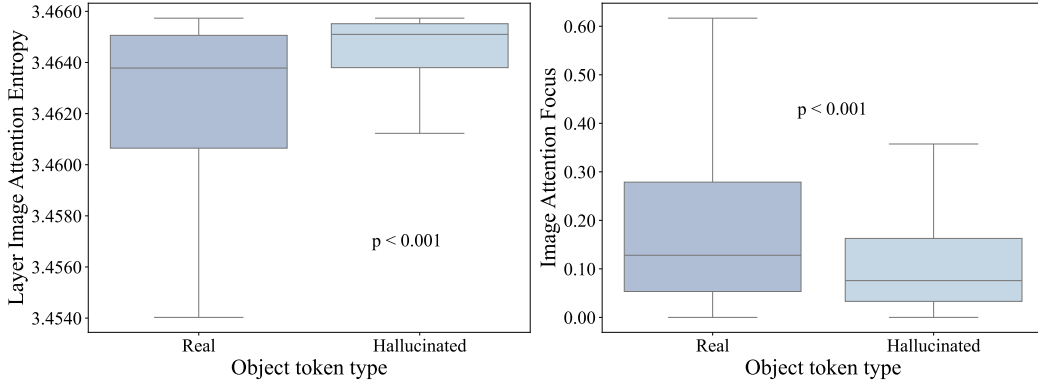 Layer Image Attention Entropy
3.4660
3.4640
3.4620
3.4600
3.4580
3.4560
3.4540
p < 0.001
Real
Hallucinated
Object token type
Image Attention Focus
0.60
0.50
0.40
0.30
0.20
0.10
0.00
p < 0.001
Real
Hallucinated
Object token type